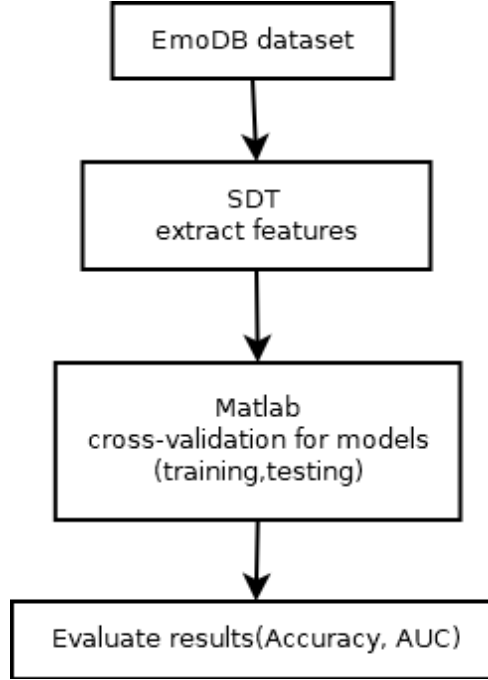 EmoDB dataset
SDT
extract features
Matlab
cross-validation for models
(training,testing)
Evaluate results(Accuracy, AUC)